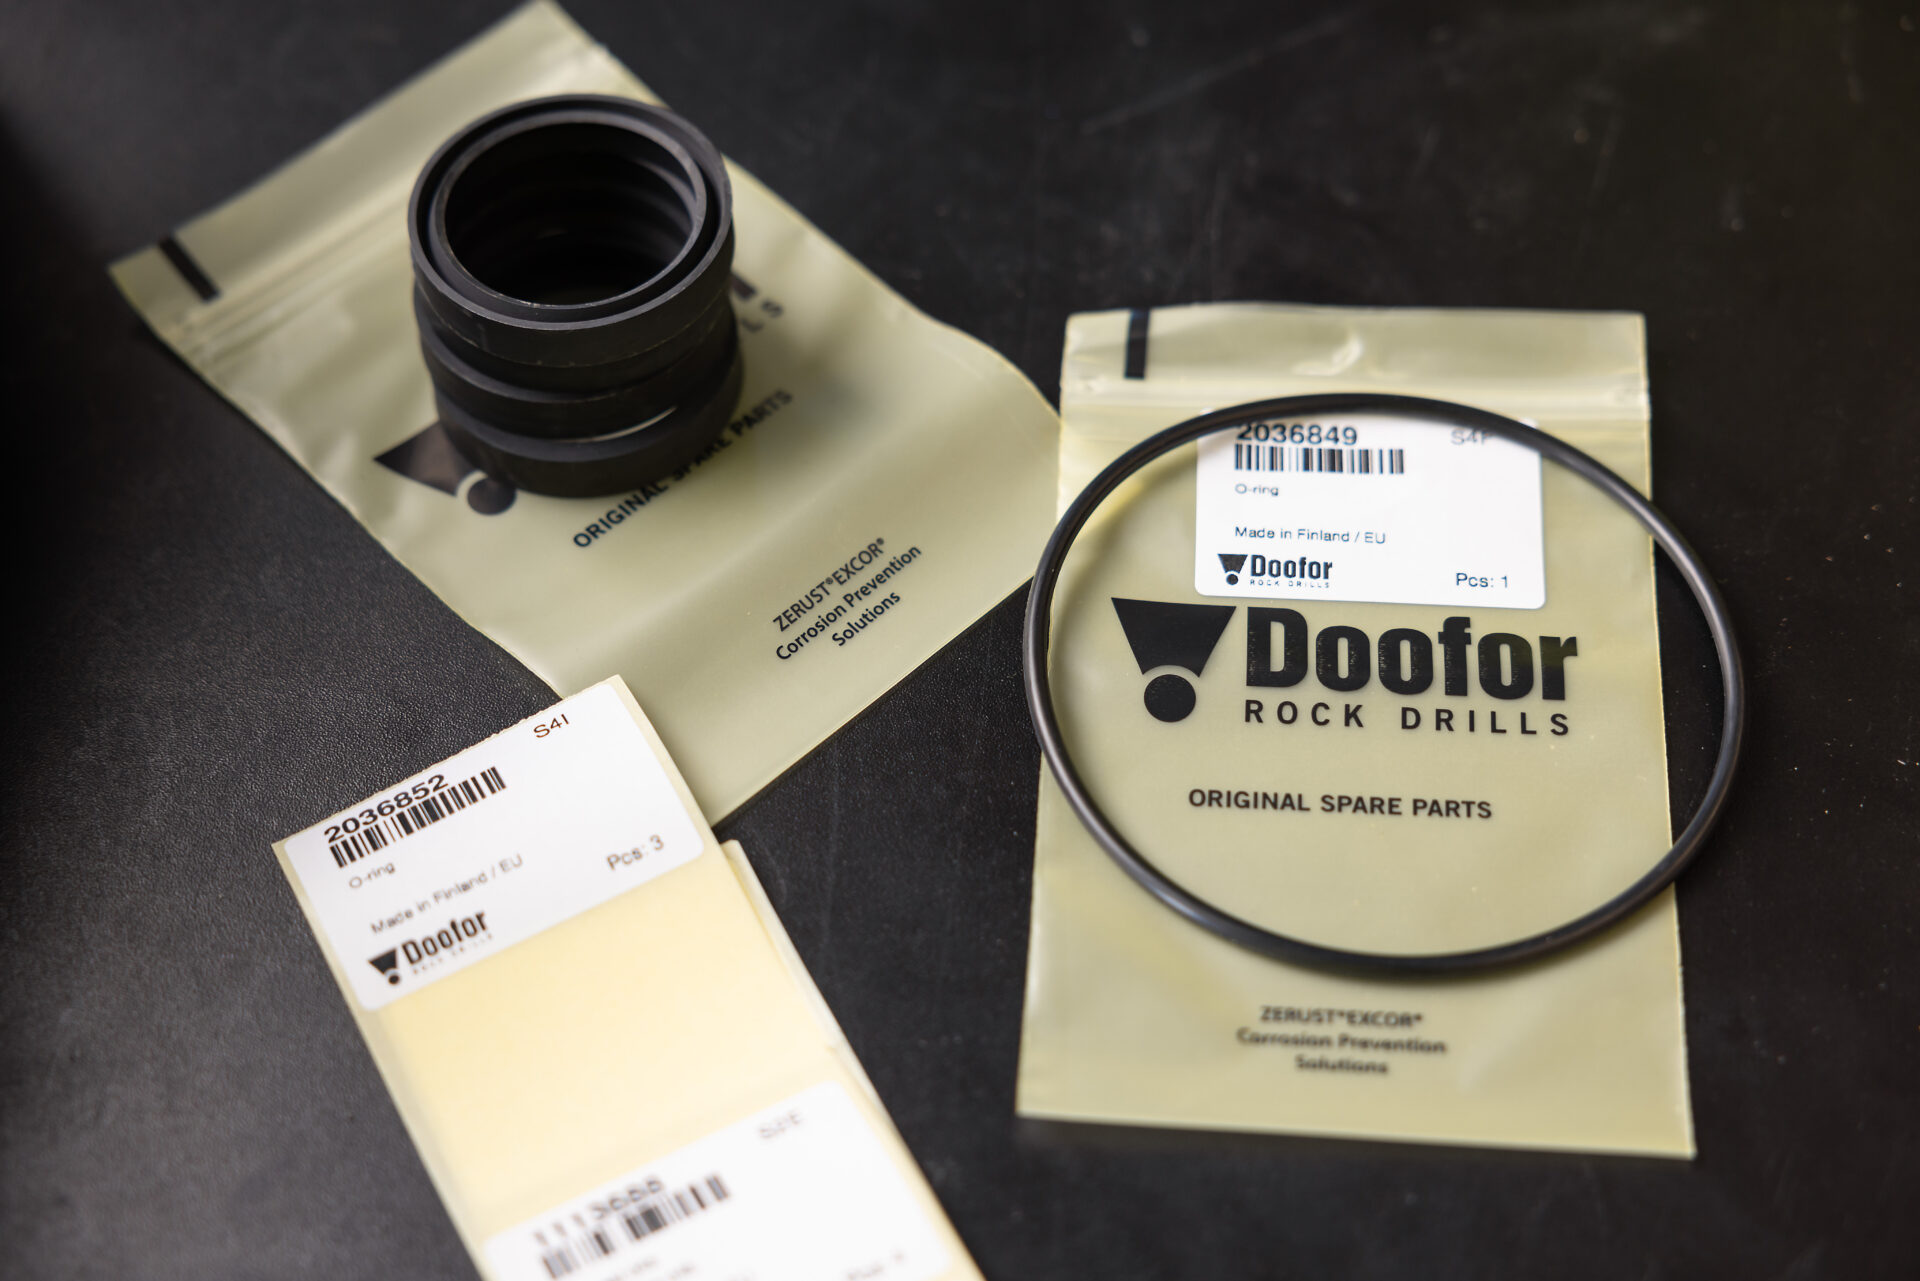 L S
ORIGINAL SPARE PARTS
ZERUST®EXCOR®
Corrosion Prevention
Solutions
2036849
O-ring
Made in Finland / EU
Doofor
ROCK DRILLS
Pcs: 1
Doofor
ROCK DRILLS
ORIGINAL SPARE PARTS
ZERUST®EXCOR®
Corrosion Prevention
Solutions
S4I
2036852
O-ring
Pcs: 3
Made in Finland / EU
Doofor
ROCK DRILLS